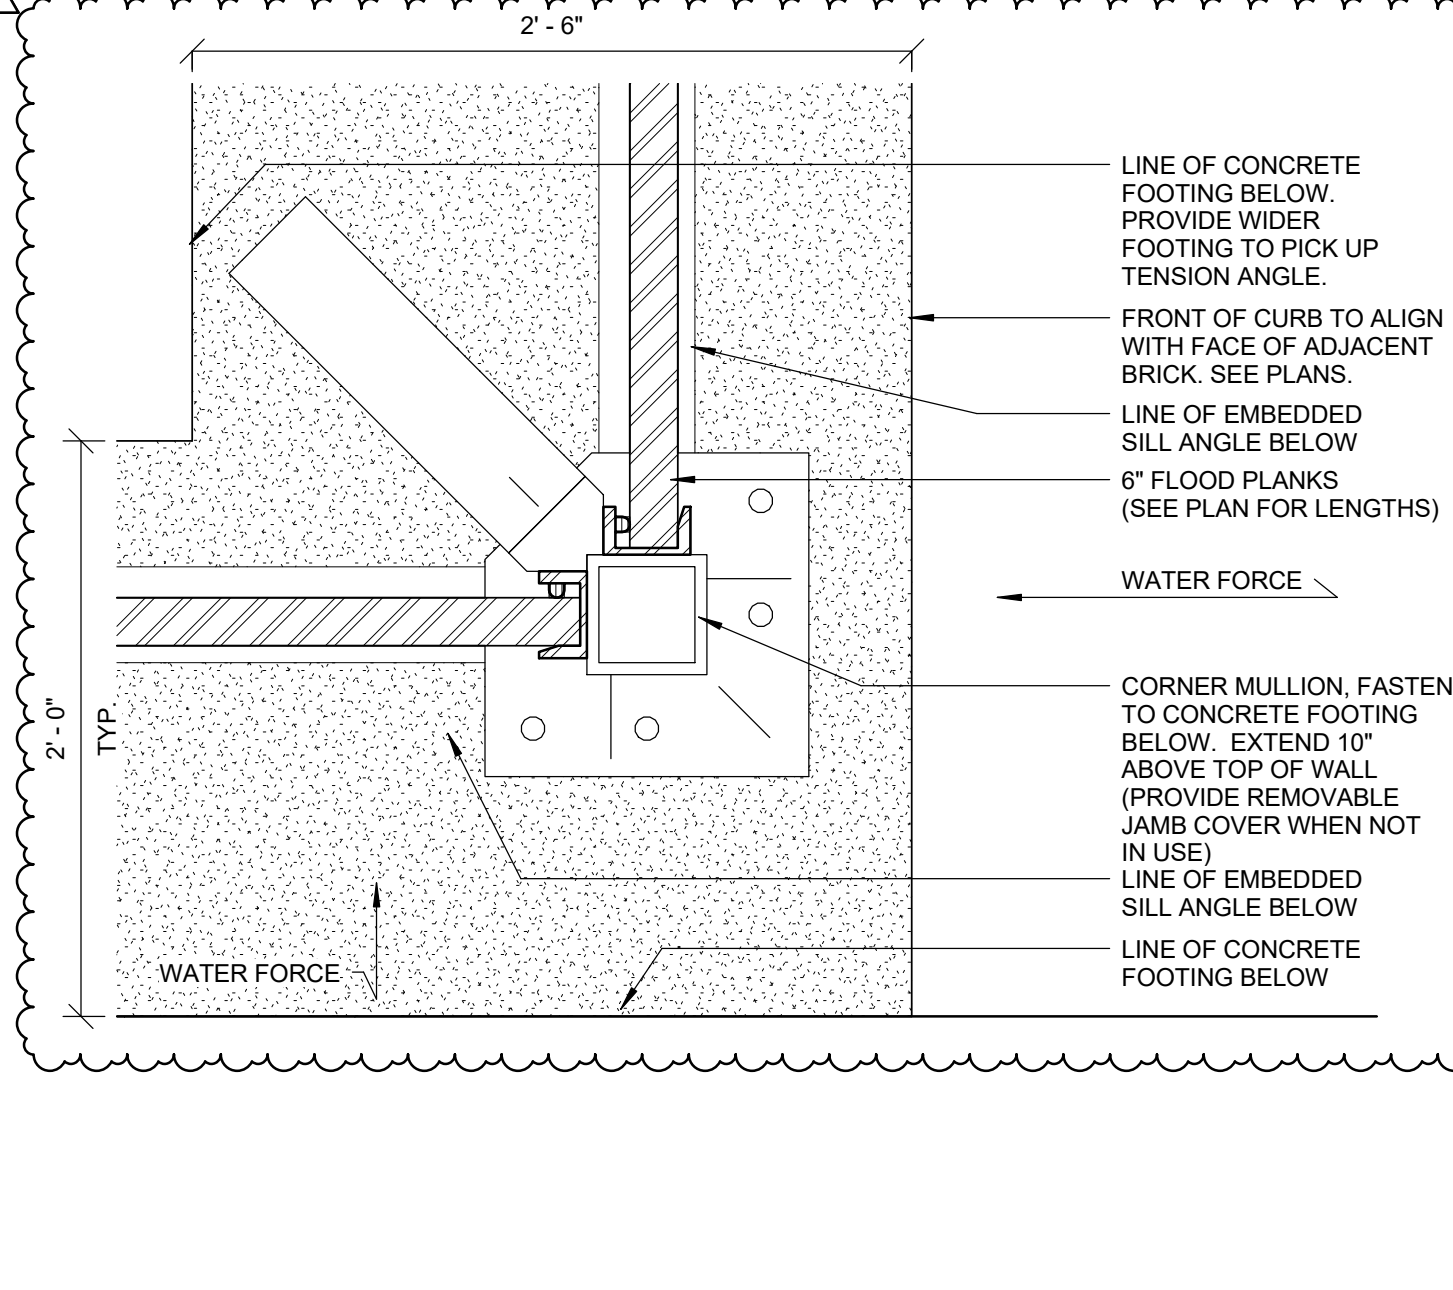 2' - 6"
LINE OF CONCRETE
FOOTING BELOW.
PROVIDE WIDER
FOOTING TO PICK UP
TENSION ANGLE.
FRONT OF CURB TO ALIGN
WITH FACE OF ADJACENT
BRICK. SEE PLANS.
LINE OF EMBEDDED
SILL ANGLE BELOW
6" FLOOD PLANKS
(SEE PLAN FOR LENGTHS)
WATER FORCE
CORNER MULLION, FASTEN
TO CONCRETE FOOTING
BELOW.  EXTEND 10"
ABOVE TOP OF WALL
(PROVIDE REMOVABLE
JAMB COVER WHEN NOT
IN USE)
LINE OF EMBEDDED
SILL ANGLE BELOW
LINE OF CONCRETE
FOOTING BELOW
2' - 0"
TYP.
WATER FORCE